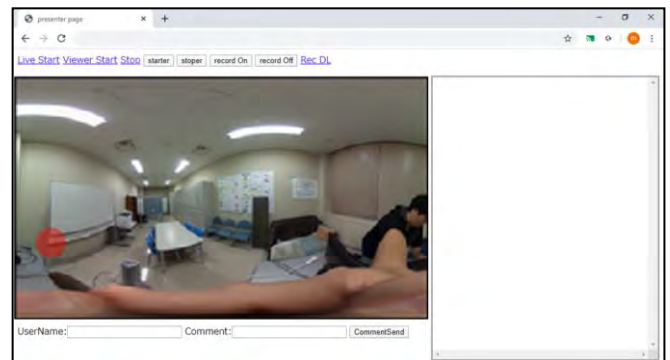 presenter page
Live Start Viewer Start Stop starter stoper record On record Off Rec DL
UserName: Comment: CommentSend